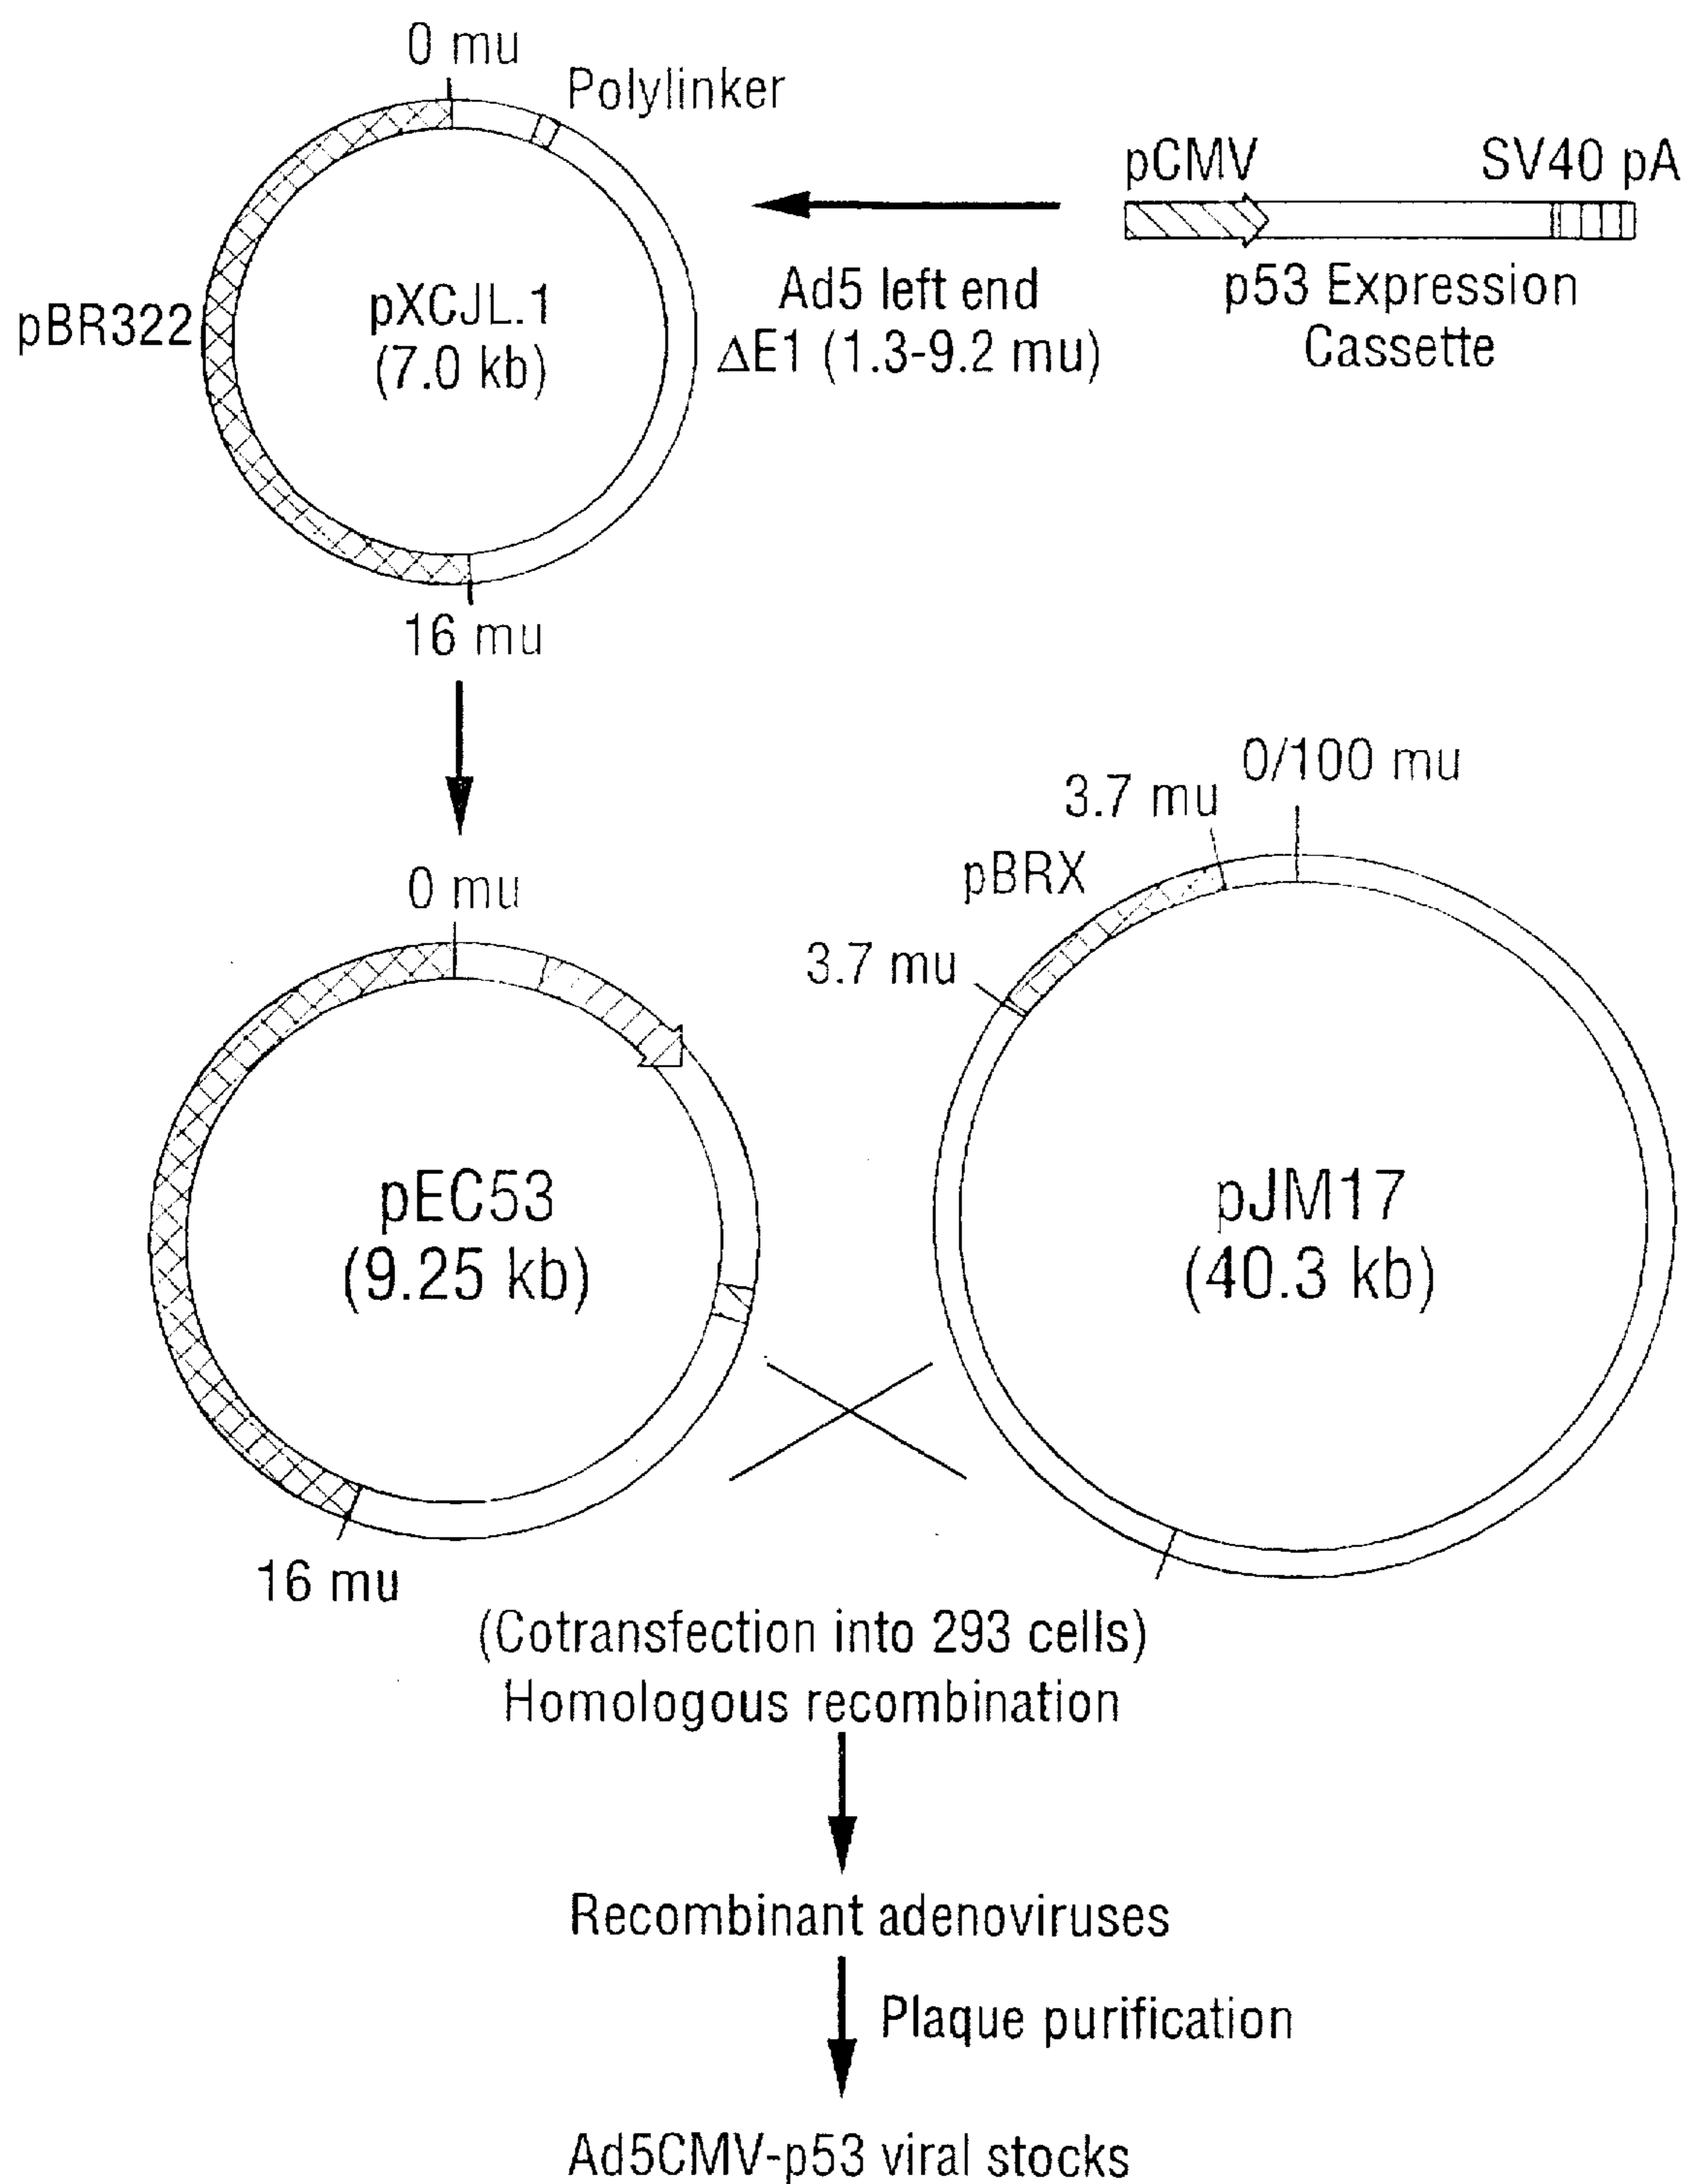 0 mu
Polylinker
pCMV
SV40 pA
pBR322
pXCJL.1
(7.0 kb)
Ad5 left end
ΔE1 (1.3-9.2 mu)
p53 Expression
Cassette
16 mu
0 mu
3.7 mu
0/100 mu
pBRX
3.7 mu
pEC53
(9.25 kb)
pJM17
(40.3 kb)
16 mu
(Cotransfection into 293 cells)
Homologous recombination
Recombinant adenoviruses
Plaque purification
Ad5CMV-p53 viral stocks